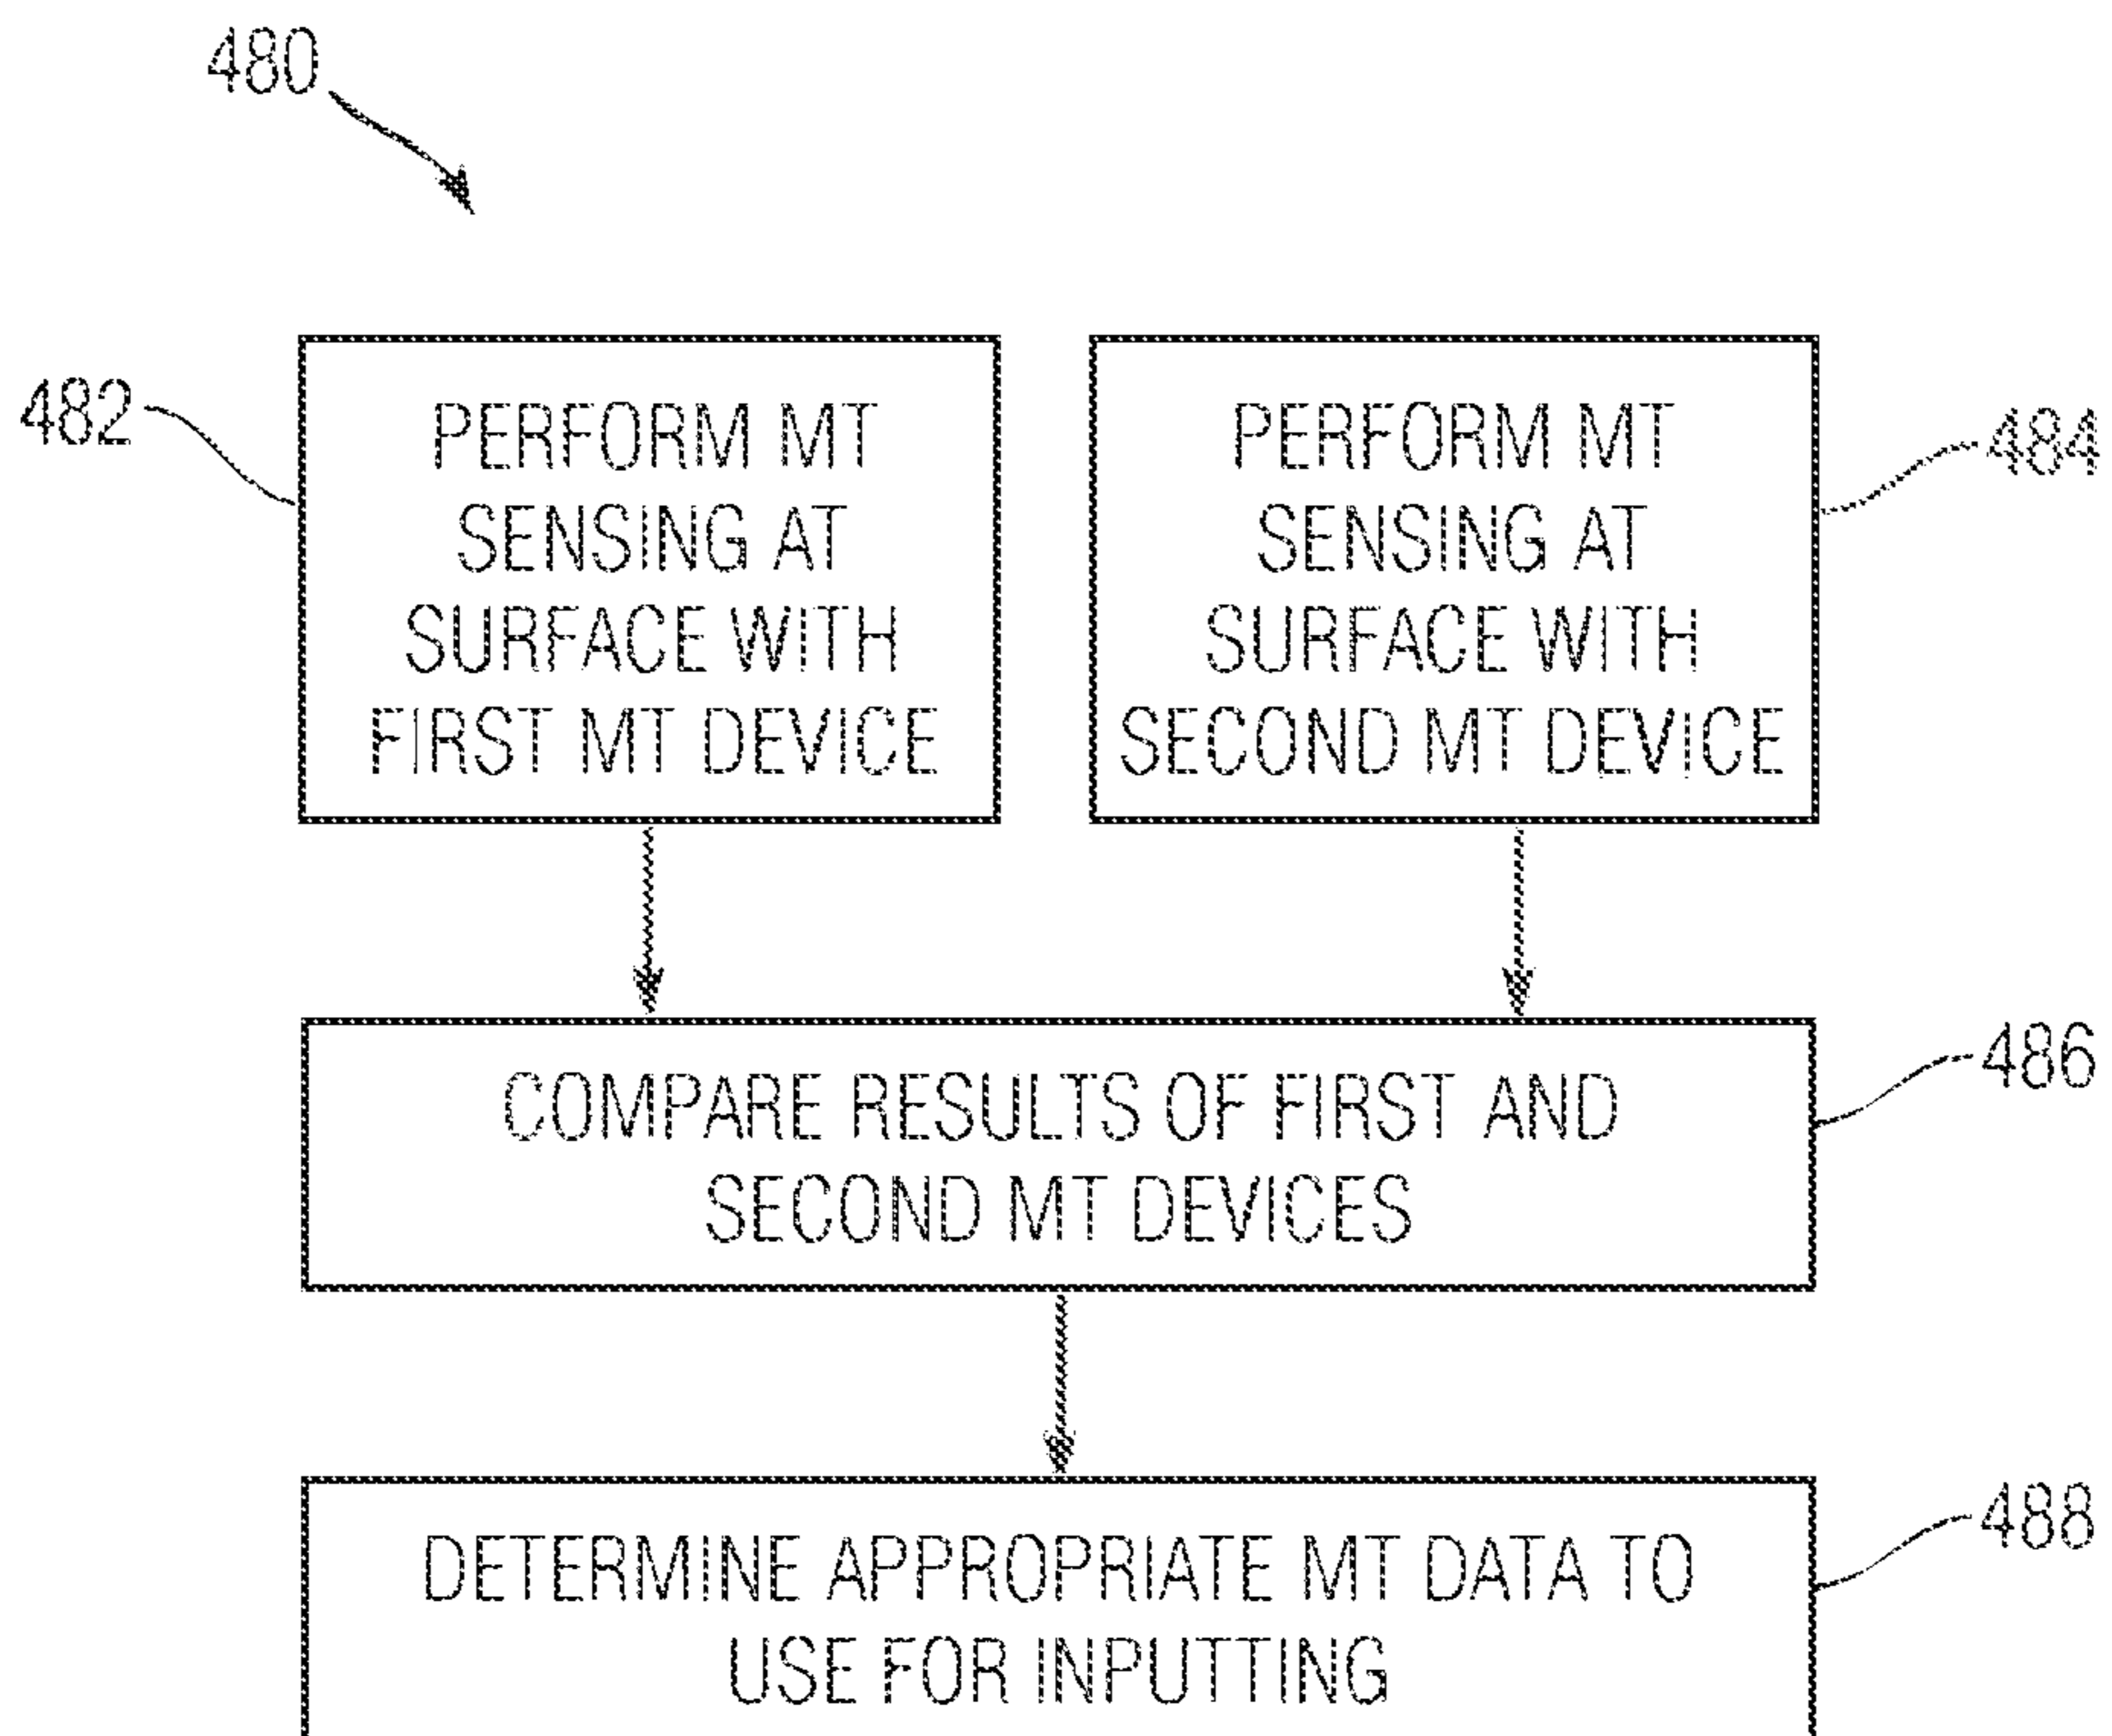 480
482
PERFORM MT
SENSING AT
SURFACE WITH
FIRST MT DEVICE
PERFORM MT
SENSING AT
SURFACE WITH
SECOND MT DEVICE
484
COMPARE RESULTS OF FIRST AND
SECOND MT DEVICES
486
DETERMINE APPROPRIATE MT DATA TO
USE FOR INPUTTING
488